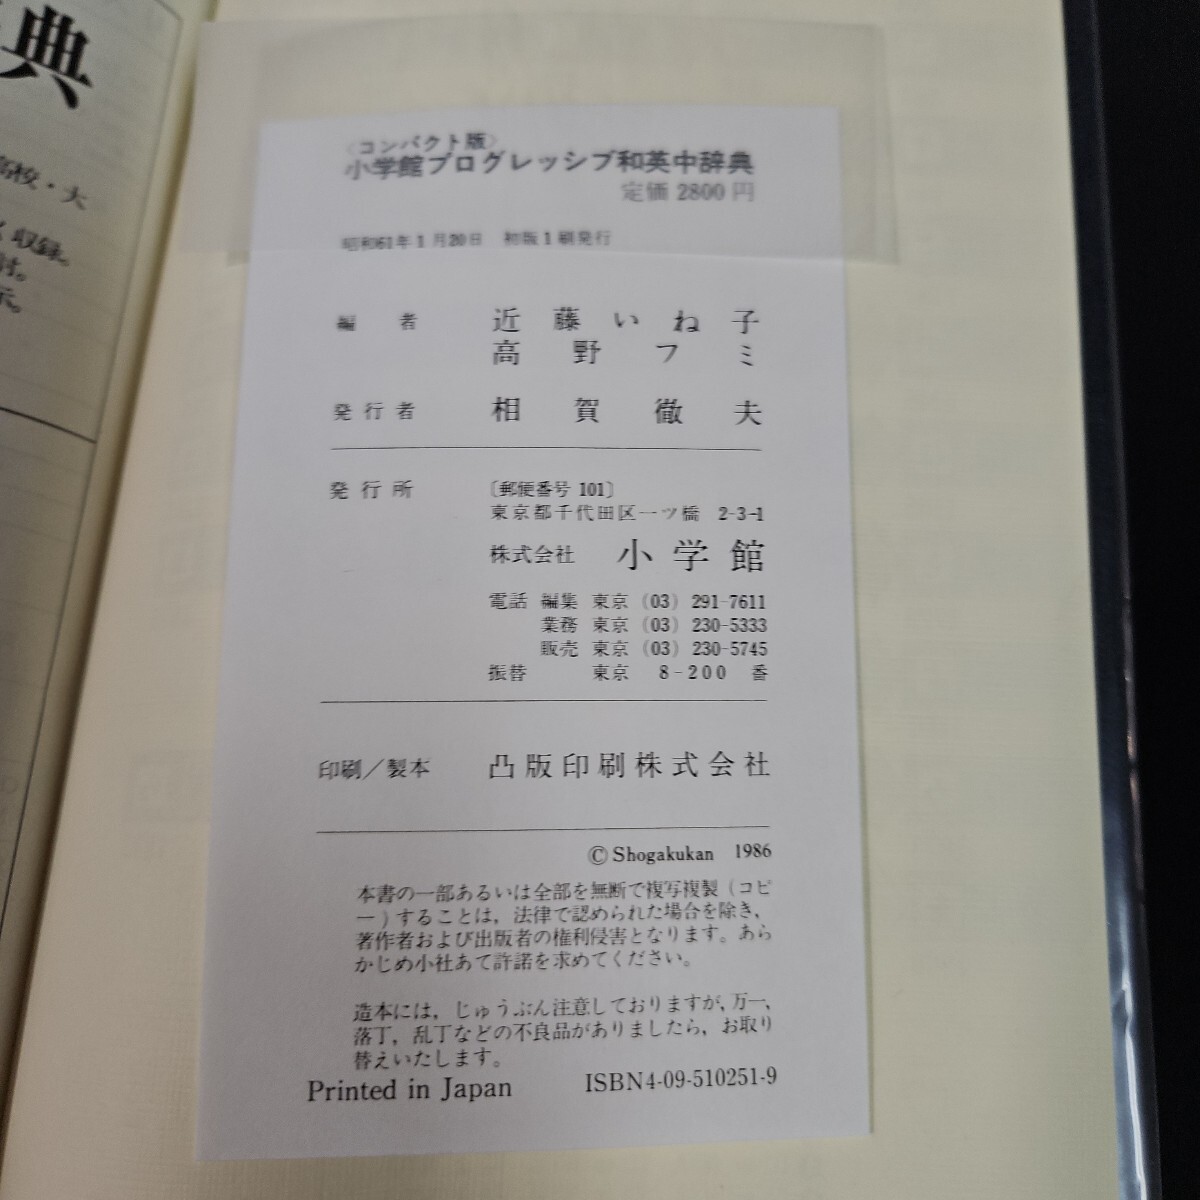 典
高校・大
く収録。
討。
示。
〈コンパクト版〉
小学館プログレッシブ和英中辞典
定価 2800 円
昭和61年1月20日 初版1刷発行
編者 近藤いね子
高野フミ
発行者 相賀徹夫
発行所 〔郵便番号 101〕
東京都千代田区一ツ橋 2-3-1
株式会社 小学館
電話 編集 東京 (03) 291-7611
業務 東京 (03) 230-5333
販売 東京 (03) 230-5745
振替 東京 8-200 番
印刷/製本 凸版印刷株式会社
© Shogakukan 1986
本書の一部あるいは全部を無断で複写複製(コピ
ー)することは，法律で認められた場合を除き，
著作者および出版者の権利侵害となります。あら
かじめ小社あて許諾を求めてください。
造本には，じゅうぶん注意しておりますが，万一，
落丁，乱丁などの不良品がありましたら，お取り
替えいたします。
Printed in Japan ISBN4-09-510251-9